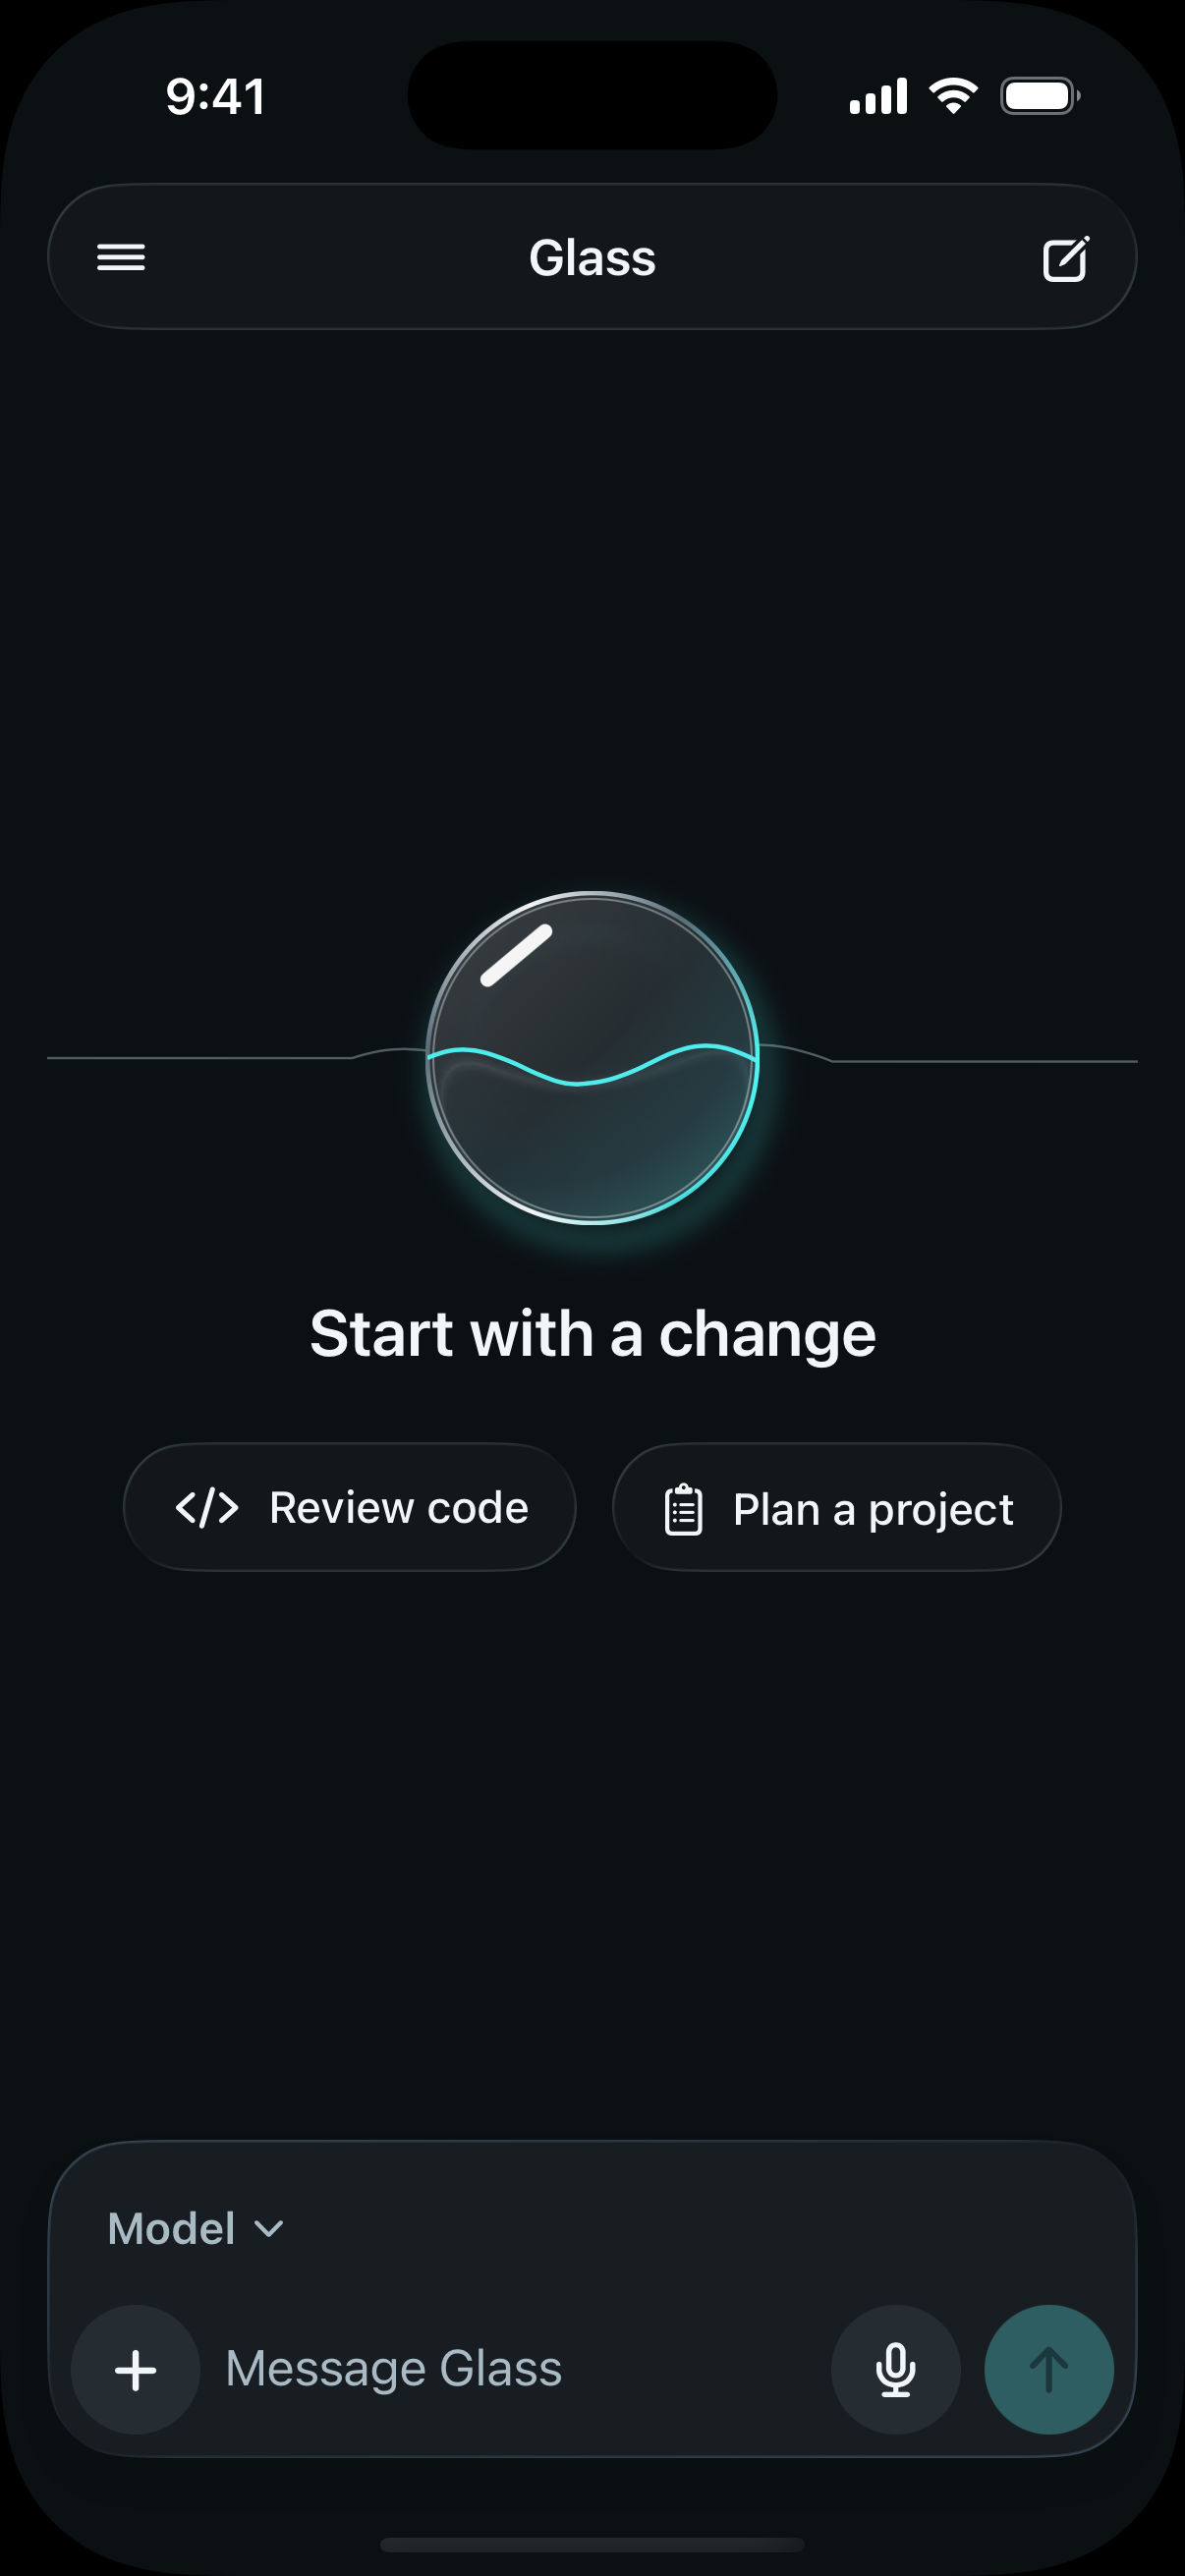 9:41
Glass
Start with a change
Review code
Plan a project
Model
Message Glass